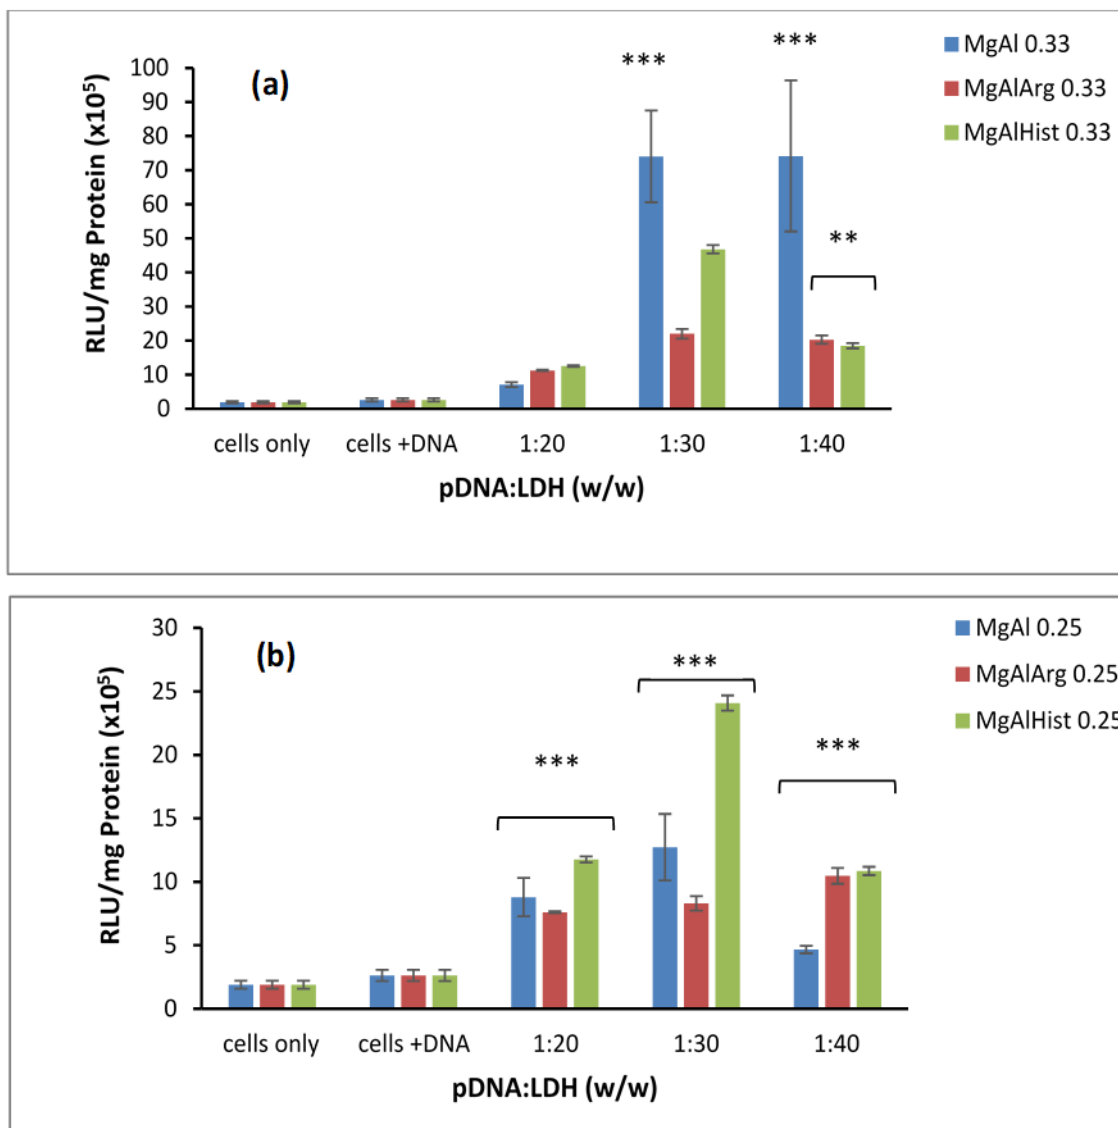 (a)
***
***
**
MgAl 0.33
MgAlArg 0.33
MgAlHist 0.33
RLU/mg Protein (x10⁵)
100
90
80
70
60
50
40
30
20
10
0
cells only cells +DNA 1:20 1:30 1:40
pDNA:LDH (w/w)
(b)
***
***
***
MgAl 0.25
MgAlArg 0.25
MgAlHist 0.25
RLU/mg Protein (x10⁵)
30
25
20
15
10
5
0
cells only cells +DNA 1:20 1:30 1:40
pDNA:LDH (w/w)